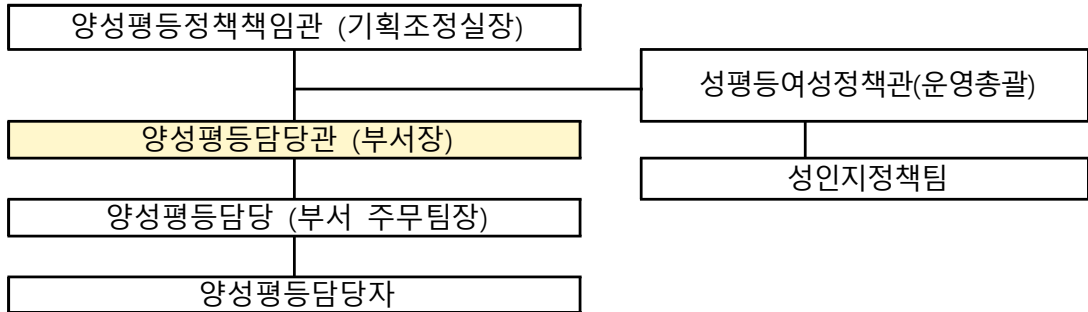 양성평등정책책임관 (기획조정실장)
성평등여성정책관(운영총괄)
양성평등담당관 (부서장)
성인지정책팀
양성평등담당 (부서 주무팀장)
양성평등담당자